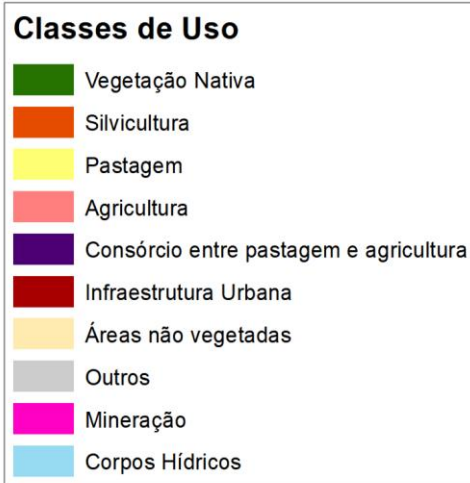 Classes de Uso
Vegetação Nativa
Silvicultura
Pastagem
Agricultura
Consórcio entre pastagem e agricultura
Infraestrutura Urbana
Áreas não vegetadas
Outros
Mineração
Corpos Hídricos